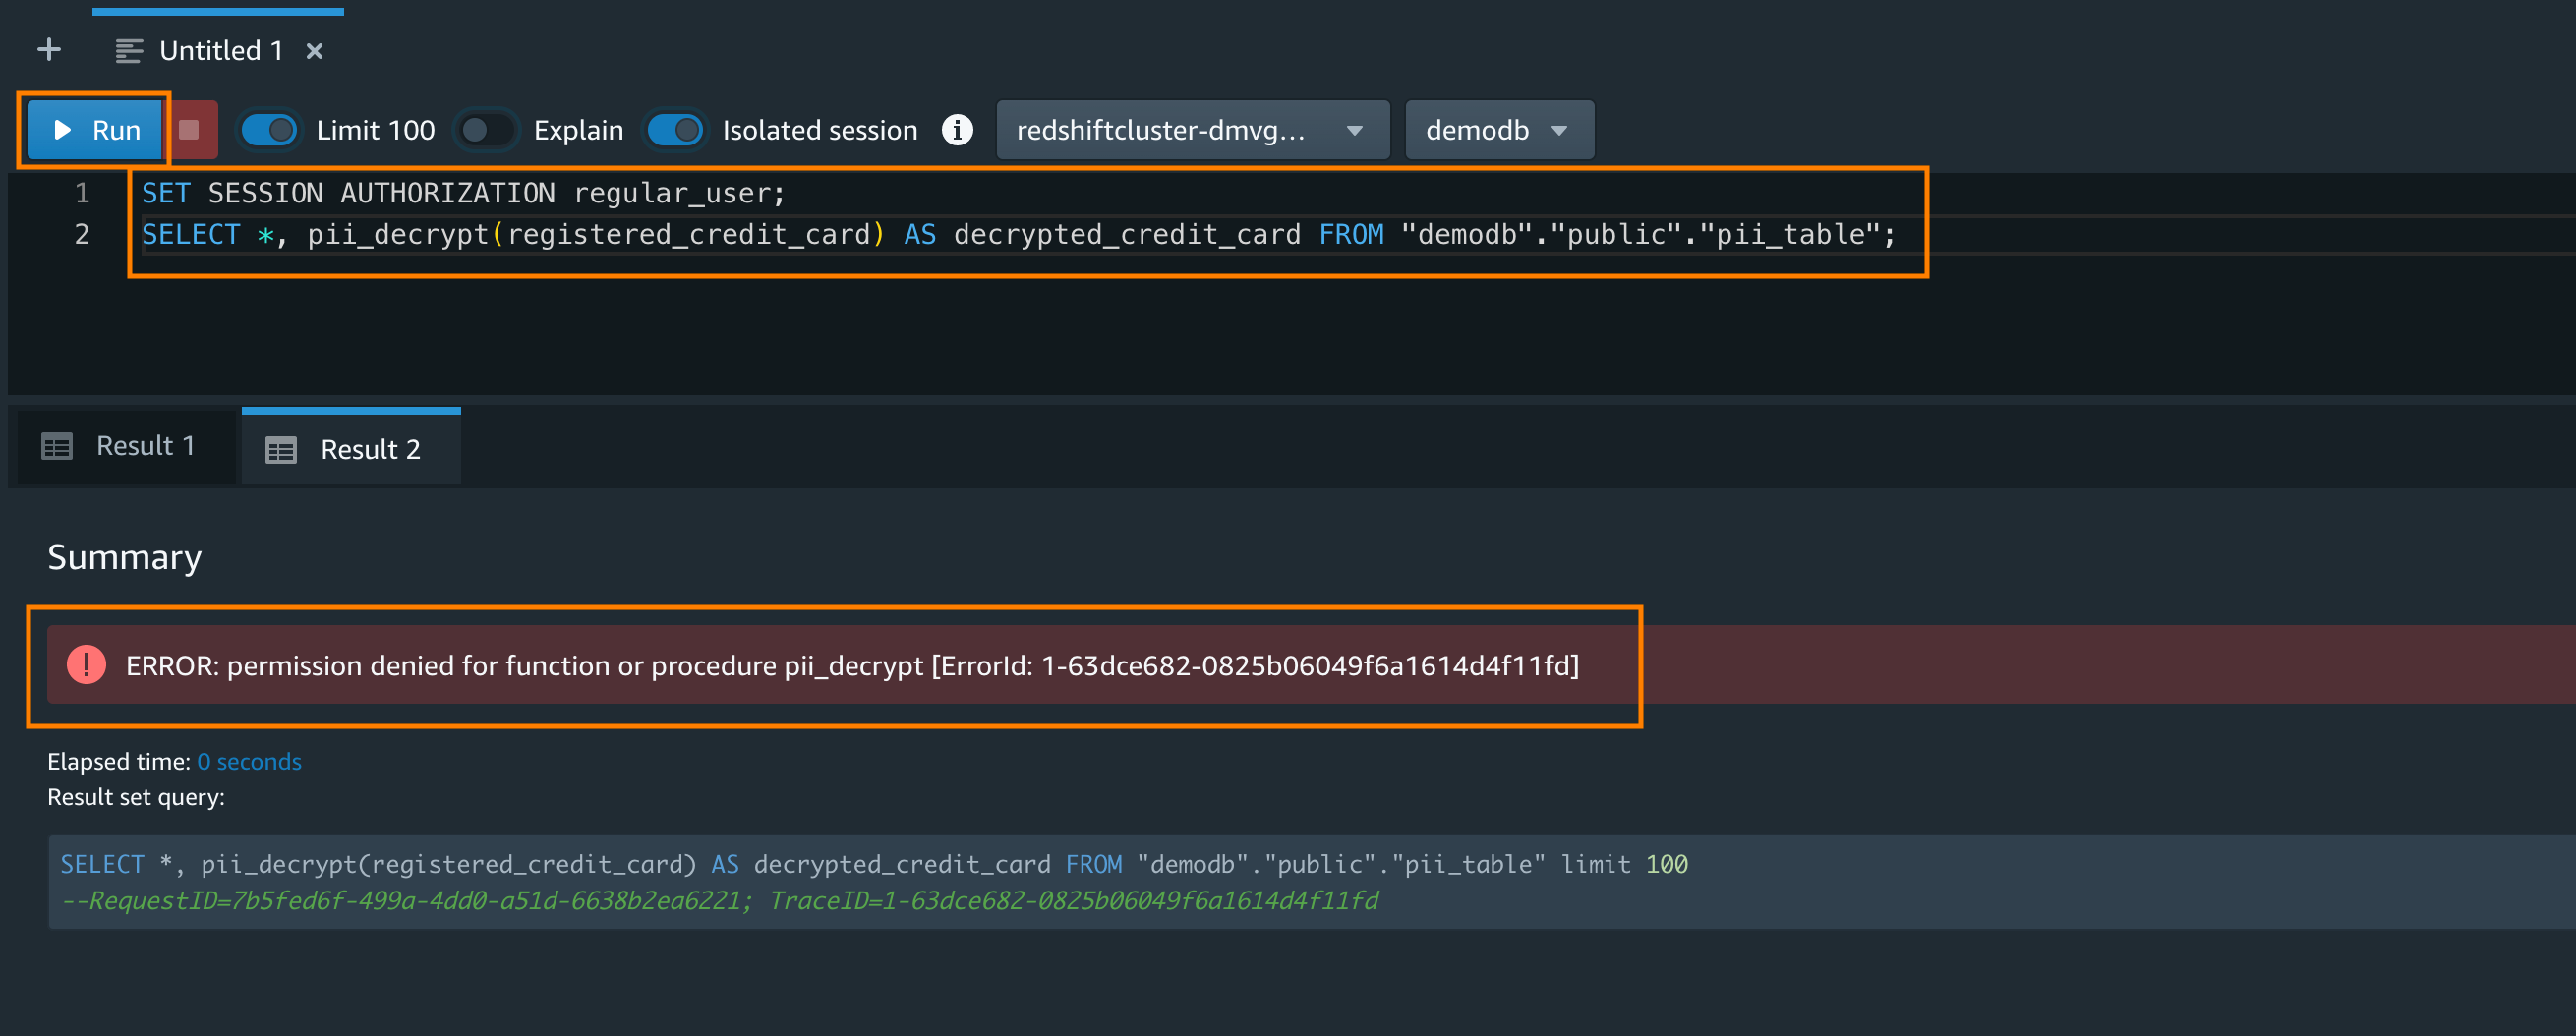 Untitled 1
Run Limit 100 Explain Isolated session redshiftcluster-dmvg... demodb
1 SET SESSION AUTHORIZATION regular_user;
2 SELECT *, pii_decrypt(registered_credit_card) AS decrypted_credit_card FROM "demodb"."public"."pii_table";
Result 1 Result 2
Summary
ERROR: permission denied for function or procedure pii_decrypt [ErrorId: 1-63dce682-0825b06049f6a1614d4f11fd]
Elapsed time: 0 seconds
Result set query:
SELECT *, pii_decrypt(registered_credit_card) AS decrypted_credit_card FROM "demodb"."public"."pii_table" limit 100
--RequestID=7b5fed6f-499a-4dd0-a51d-6638b2ea6221; TraceID=1-63dce682-0825b06049f6a1614d4f11fd